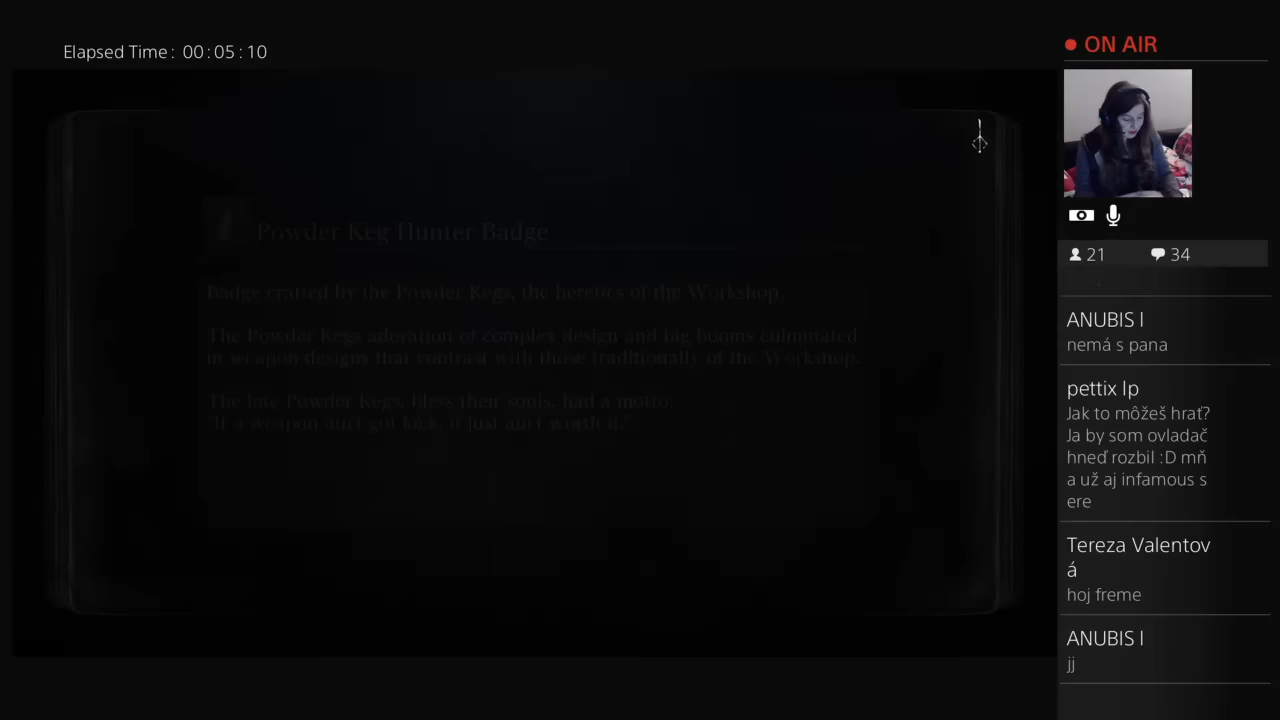 Elapsed Time: 00:05:10
ON AIR
21
34
Powder Keg Hunter Badge
Badge crafted by the Powder Kegs, the heretics of the Workshop.
The Powder Kegs adoration of complex design and big booms culminated
in weapon designs that contrast with those traditionally of the Workshop.
The late Powder Kegs, bless their souls, had a motto:
"If a weapon ain't got kick, it just ain't worth it."
ANUBIS I
nemá s pana
pettix lp
Jak to môžeš hrať?
Ja by som ovladač
hneď rozbil :D mň
a už aj infamous s
ere
Tereza Valentov
á
hoj freme
ANUBIS I
jj